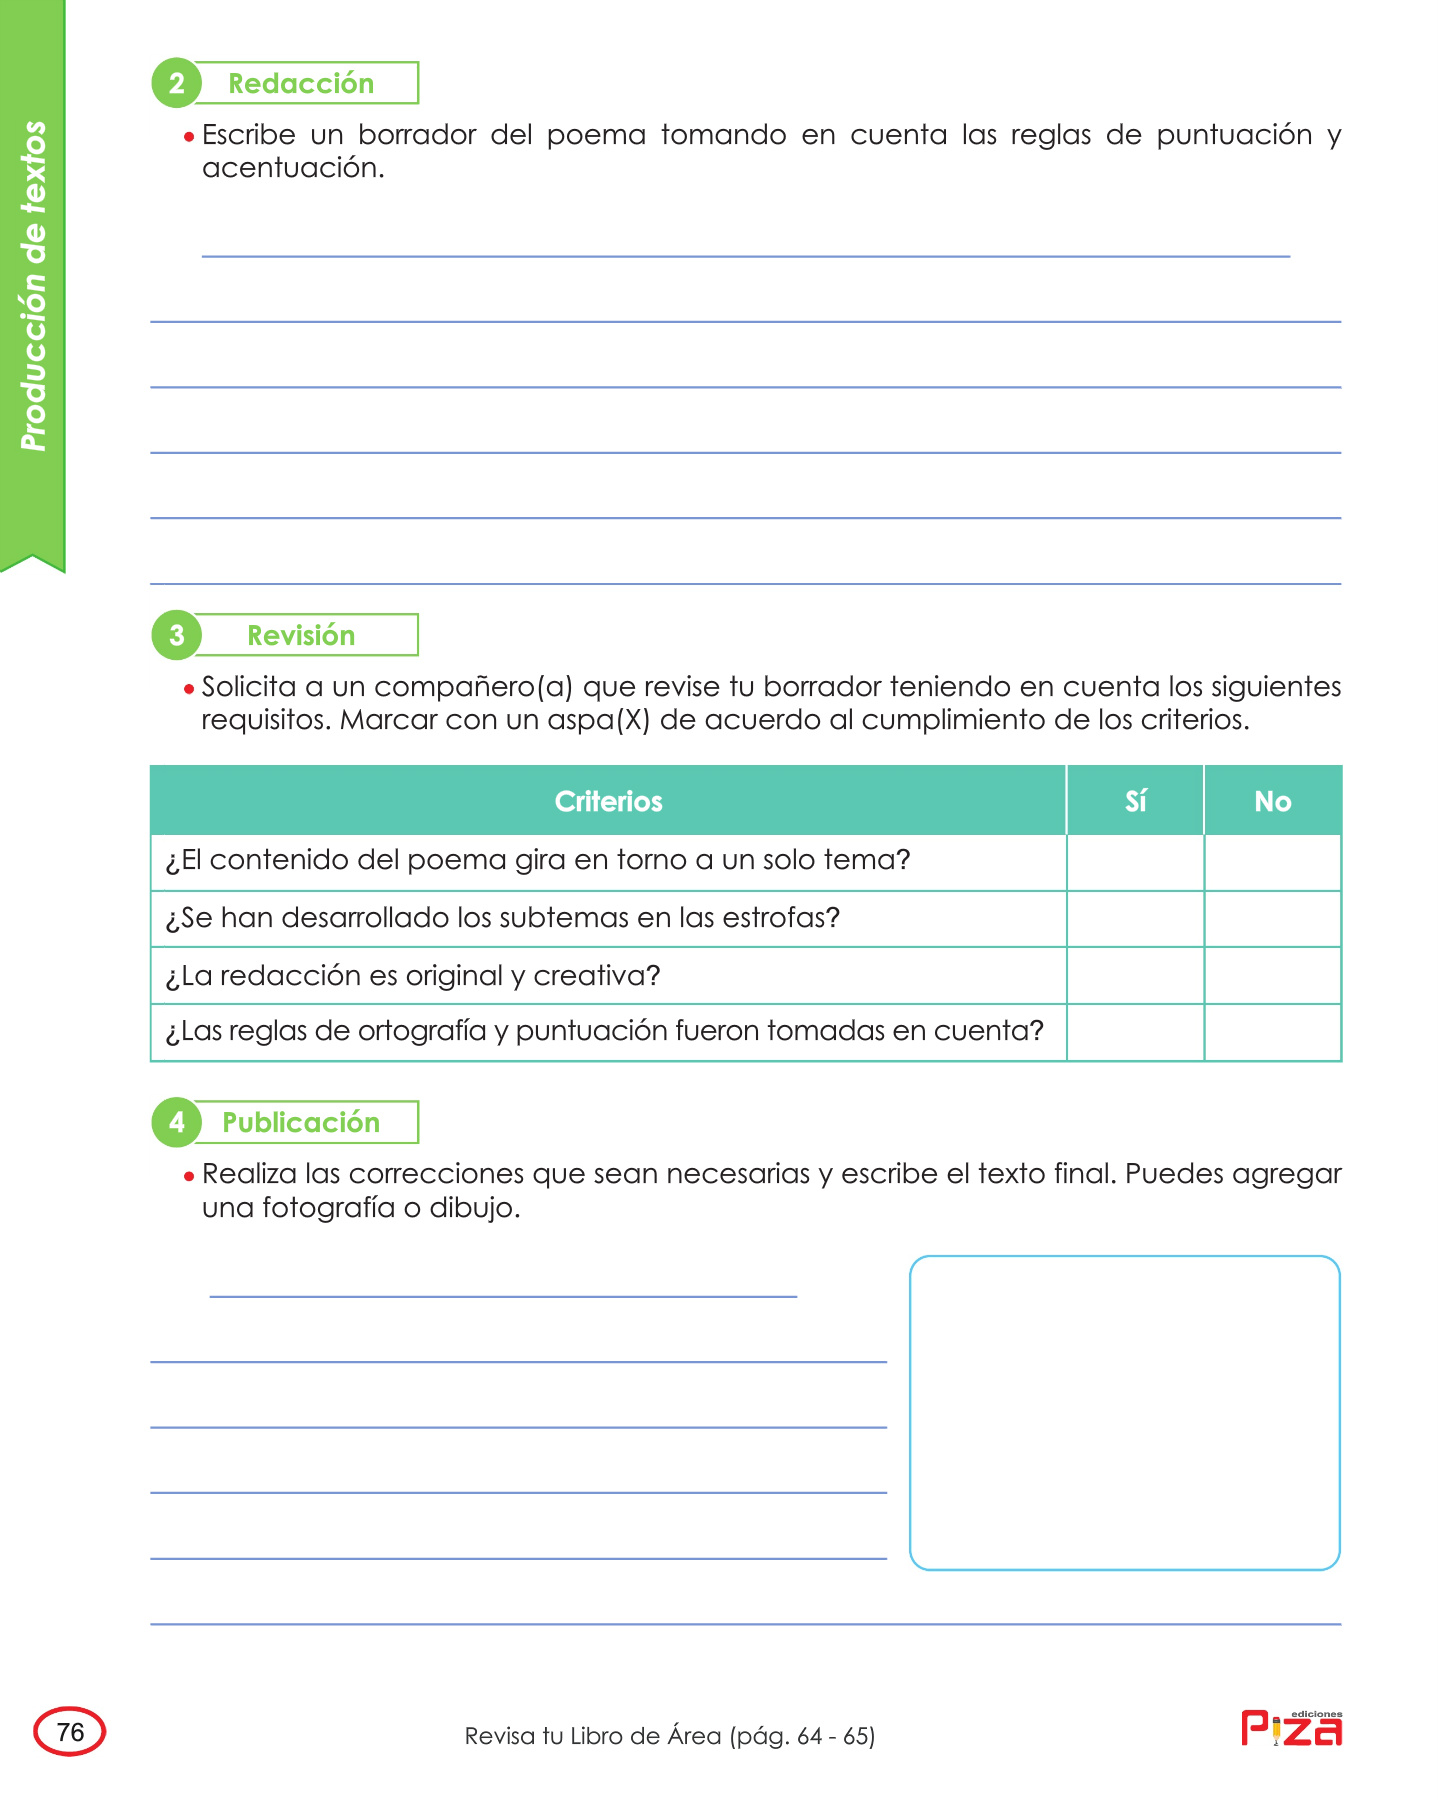 Producción de textos
2 Redacción
• Escribe un borrador del poema tomando en cuenta las reglas de puntuación y
acentuación.
3 Revisión
• Solicita a un compañero(a) que revise tu borrador teniendo en cuenta los siguientes
requisitos. Marcar con un aspa(X) de acuerdo al cumplimiento de los criterios.
Criterios Sí No
¿El contenido del poema gira en torno a un solo tema?
¿Se han desarrollado los subtemas en las estrofas?
¿La redacción es original y creativa?
¿Las reglas de ortografía y puntuación fueron tomadas en cuenta?
4 Publicación
• Realiza las correcciones que sean necesarias y escribe el texto final. Puedes agregar
una fotografía o dibujo.
76
Revisa tu Libro de Área (pág. 64 - 65)
ediciones
Piza